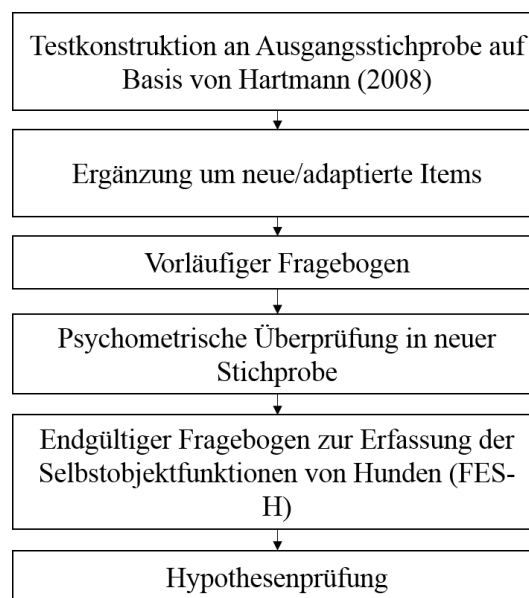 Testkonstruktion an Ausgangsstichprobe auf
Basis von Hartmann (2008)
Ergänzung um neue/adaptierte Items
Vorläufiger Fragebogen
Psychometrische Überprüfung in neuer
Stichprobe
Endgültiger Fragebogen zur Erfassung der
Selbstobjektfunktionen von Hunden (FES-
H)
Hypothesenprüfung